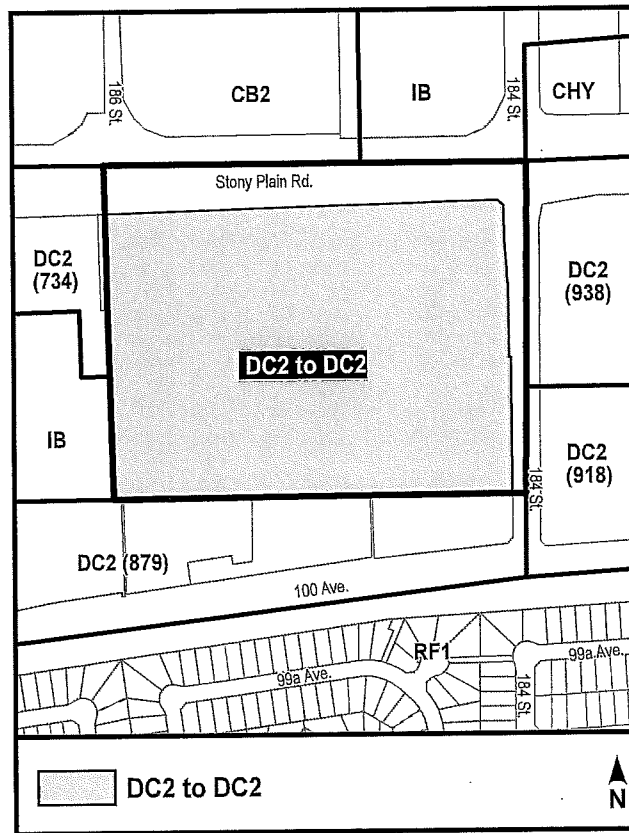 186 St.
CB2
IB
184 St.
CHY
Stony Plain Rd.
DC2
(734)
DC2
(938)
DC2 to DC2
IB
DC2
(918)
184 St.
DC2 (879)
100 Ave.
RF1
99a Ave.
99a Ave.
184 St.
DC2 to DC2
N